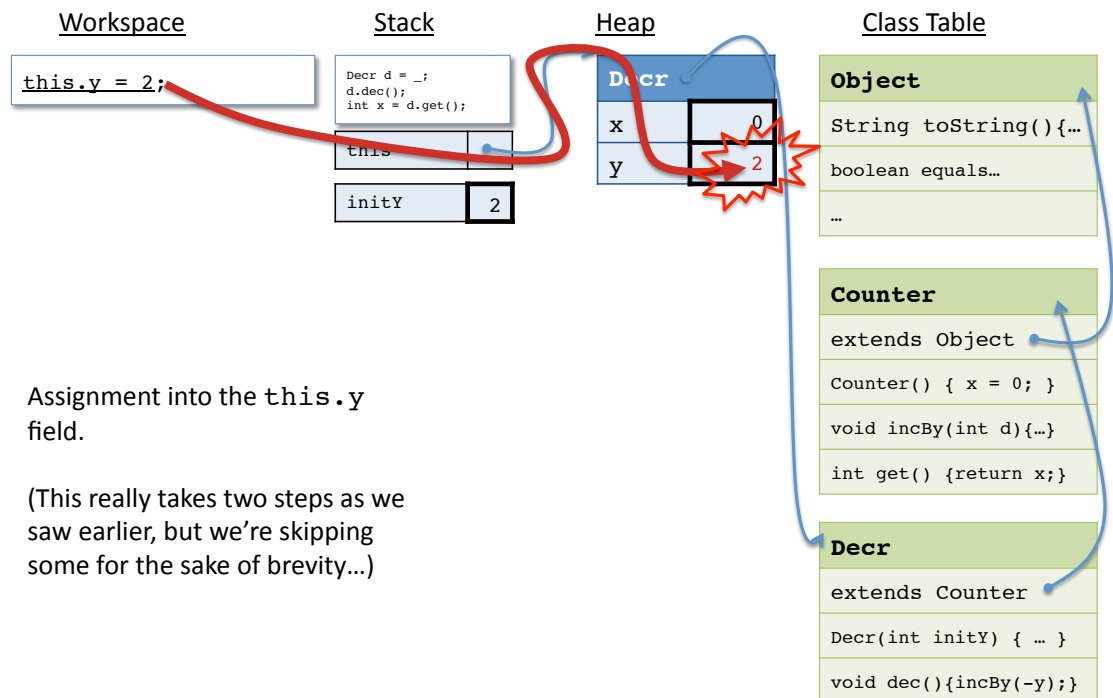 Workspace
Stack
Heap
Class Table
this.y = 2;
Decr d = _;
d.dec();
int x = d.get();
this
initY 2
Decr
x 0
y 2
Object
String toString(){…
boolean equals…
…
Counter
extends Object
Counter() { x = 0; }
void incBy(int d){…}
int get() {return x;}
Decr
extends Counter
Decr(int initY) { … }
void dec(){incBy(-y);}
Assignment into the this.y
field.
(This really takes two steps as we
saw earlier, but we're skipping
some for the sake of brevity…)